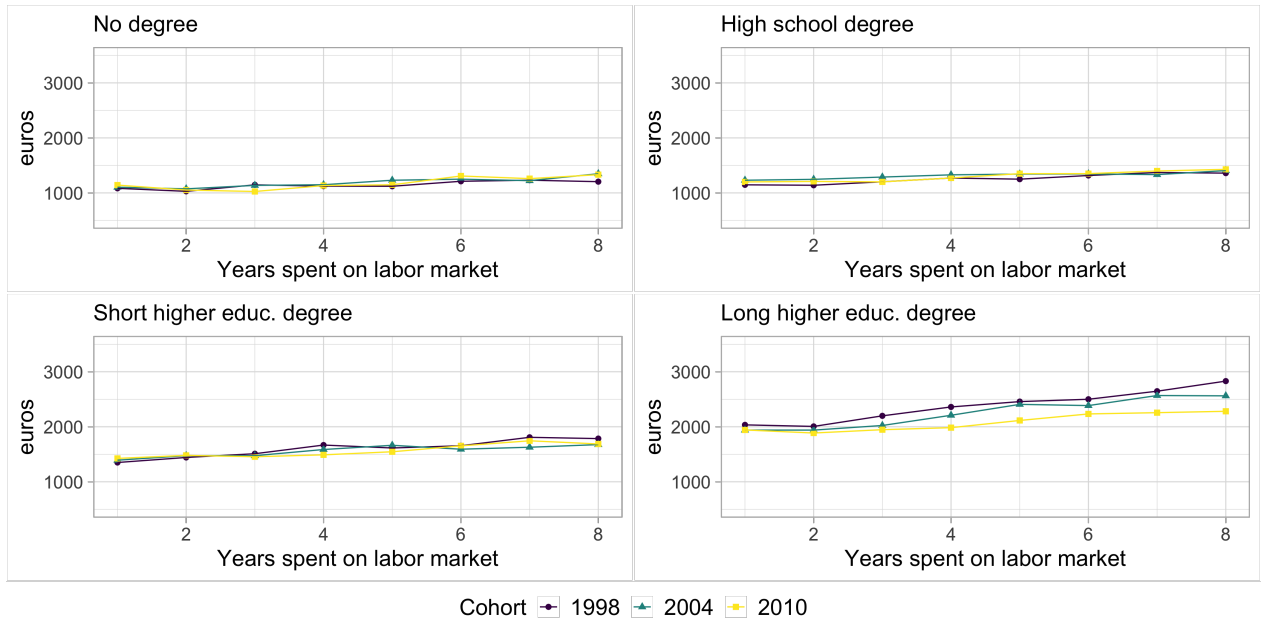 No degree
3000
2000
1000
euros
2 4 6 8
Years spent on labor market
High school degree
3000
2000
1000
euros
2 4 6 8
Years spent on labor market
Short higher educ. degree
3000
2000
1000
euros
2 4 6 8
Years spent on labor market
Long higher educ. degree
3000
2000
1000
euros
2 4 6 8
Years spent on labor market
Cohort 1998 2004 2010